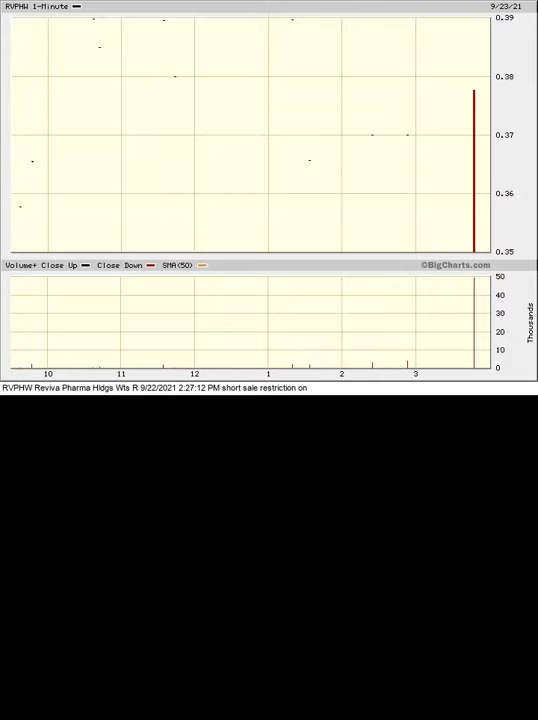 RVPHW 1-Minute 9/23/21
0.39
0.38
0.37
0.36
0.35
Volume+ Close Up Close Down SMA(50) ©BigCharts.com
50
40
30
20
10
0
Thousands
10 11 12 1 2 3
RVPHW Reviva Pharma Hldgs Wts R 9/22/2021 2:27:12 PM short sale restriction on